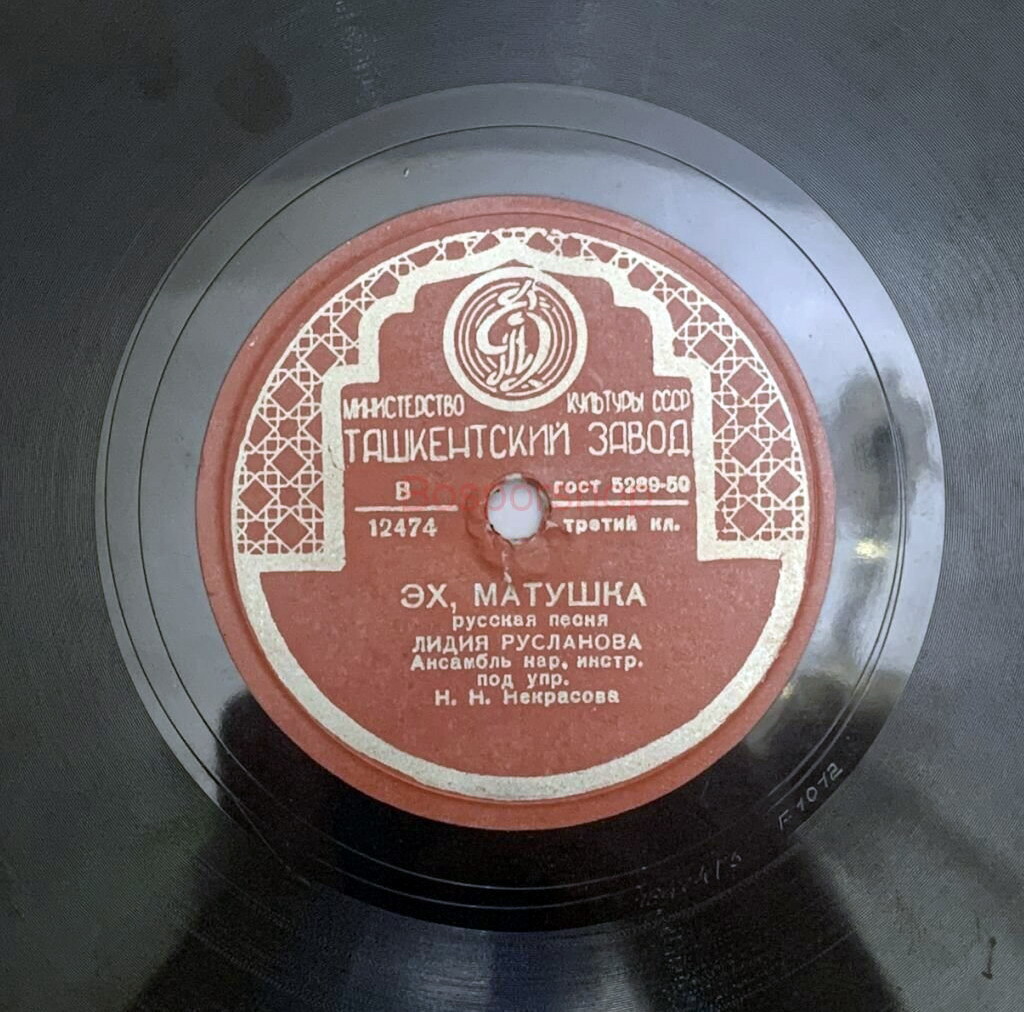 МИНИСТЕРСТВО КУЛЬТУРЫ СССР
ТАШКЕНТСКИЙ ЗАВОД
В ГОСТ 5289-50
12474 третий кл.
ЭХ, МАТУШКА
русская песня
ЛИДИЯ РУСЛАНОВА
Ансамбль нар. инстр.
под упр.
Н. Н. Некрасова
F 1012